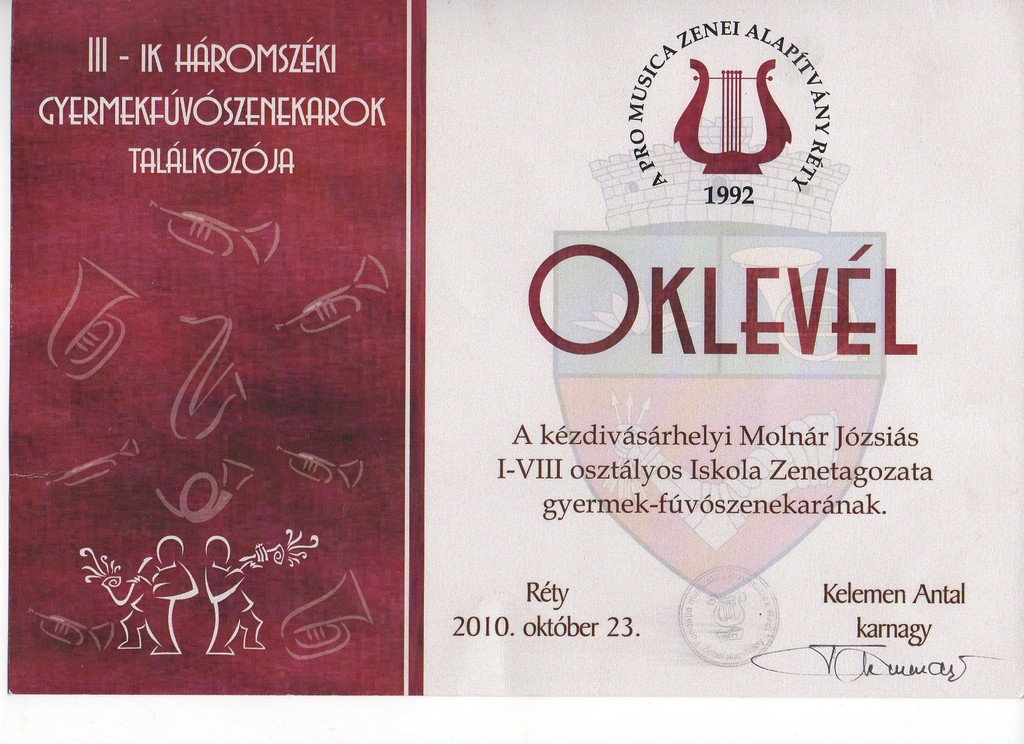 III - IK HÁROMSZÉKI
GYERMEKFÚVÓSZENEKAROK
TALÁLKOZÓJA
A PRO MUSICA ZENEI ALAPÍTVÁNY RÉTY
1992
OKLEVÉL
A kézdivásárhelyi Molnár Józsiás
I-VIII osztályos Iskola Zenetagozata
gyermek-fúvószenekarának.
Réty
2010. október 23.
Kelemen Antal
karnagy
RÉTY